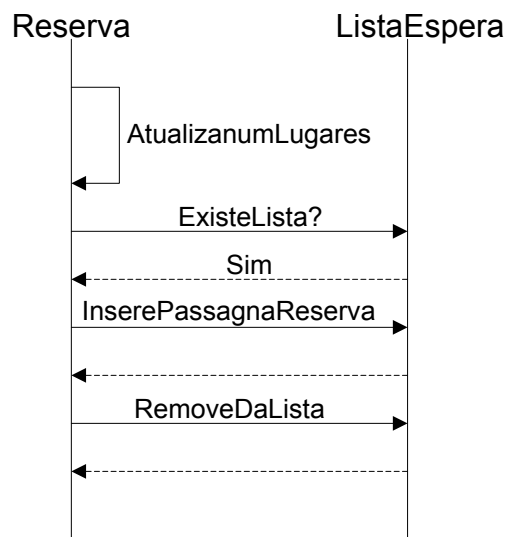 Reserva
ListaEspera
AtualizanumLugares
ExisteLista?
Sim
InserePassagnaReserva
RemoveDaLista